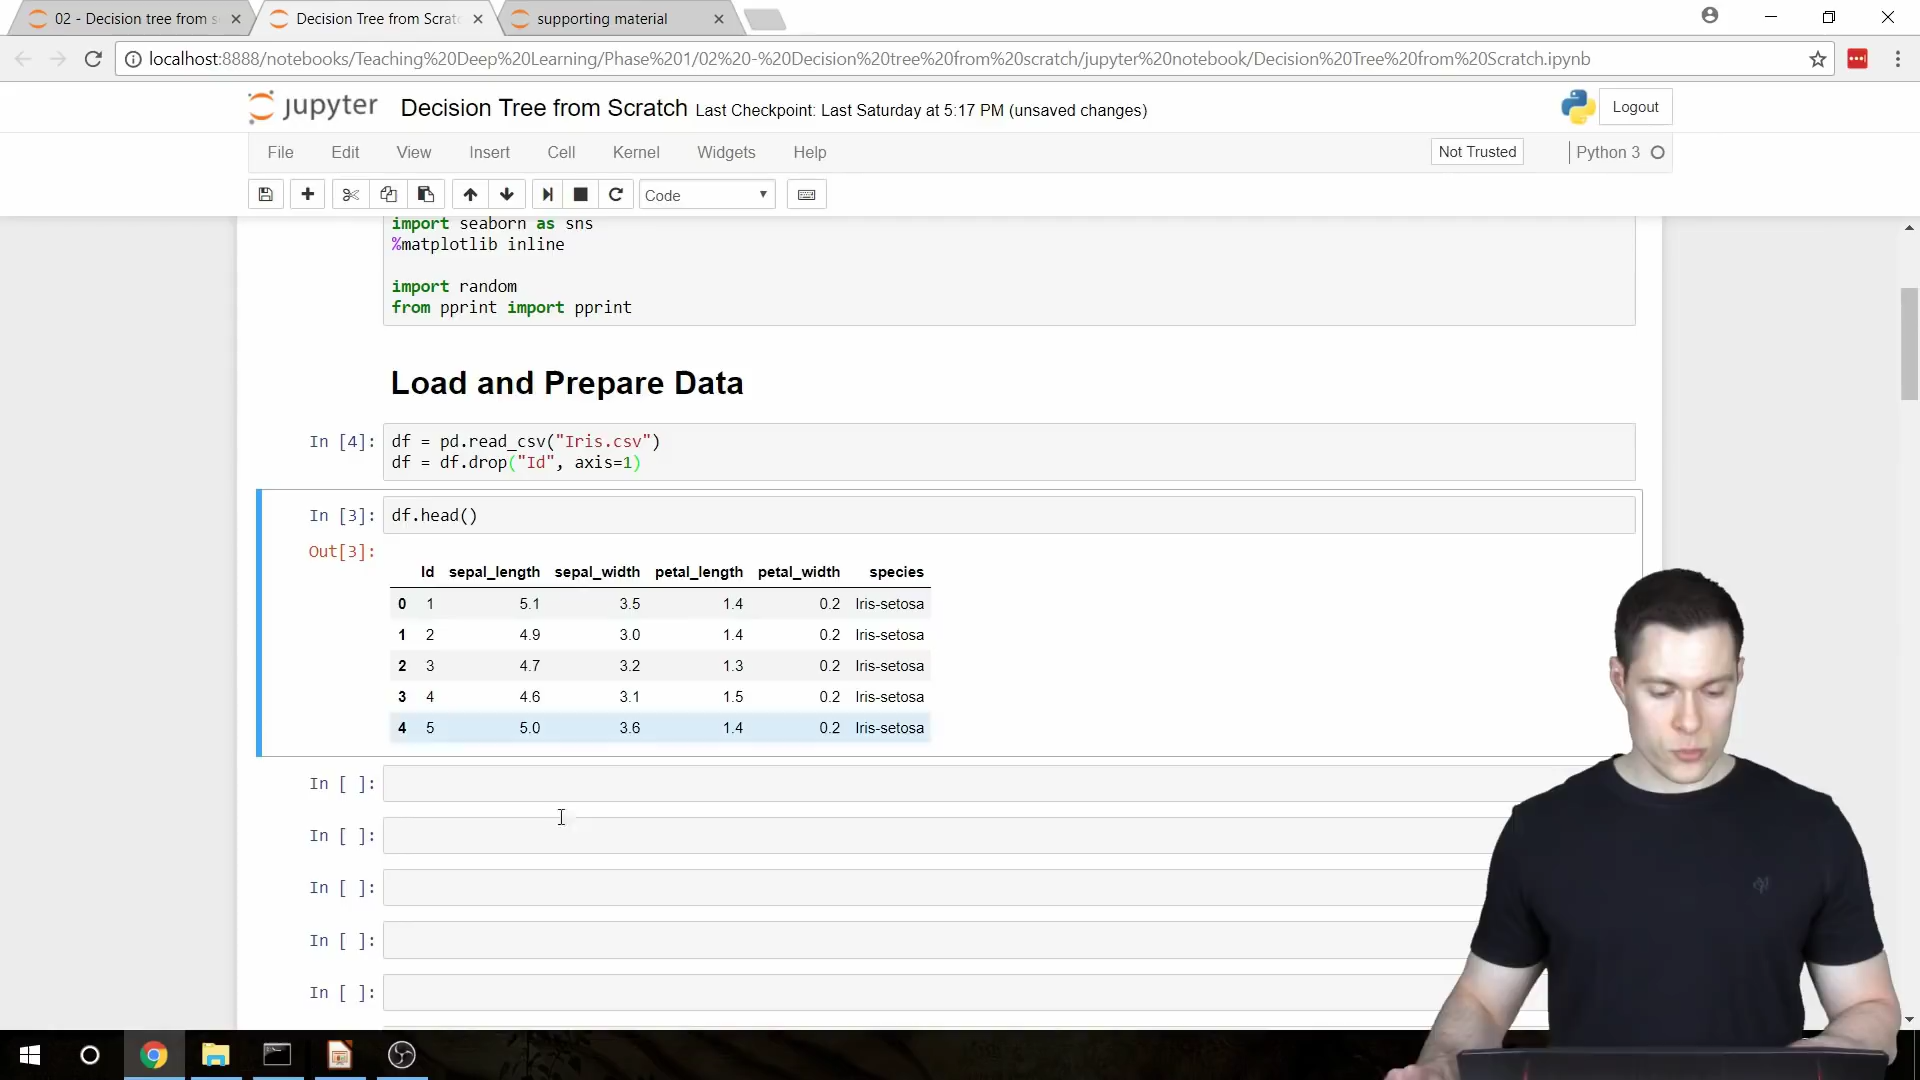 02 - Decision tree from s
Decision Tree from Scrat
supporting material
localhost:8888/notebooks/Teaching%20Deep%20Learning/Phase%201/02%20-%20Decision%20tree%20from%20scratch/jupyter%20notebook/Decision%20Tree%20from%20Scratch.ipynb
jupyter Decision Tree from Scratch Last Checkpoint: Last Saturday at 5:17 PM (unsaved changes)
Logout
File Edit View Insert Cell Kernel Widgets Help
Not Trusted
Python 3
Code
import seaborn as sns
%matplotlib inline
import random
from pprint import pprint
Load and Prepare Data
In [4]: df = pd.read_csv("Iris.csv")
df = df.drop("Id", axis=1)
In [3]: df.head()
Out[3]:
Id sepal_length sepal_width petal_length petal_width species
0 1 5.1 3.5 1.4 0.2 Iris-setosa
1 2 4.9 3.0 1.4 0.2 Iris-setosa
2 3 4.7 3.2 1.3 0.2 Iris-setosa
3 4 4.6 3.1 1.5 0.2 Iris-setosa
4 5 5.0 3.6 1.4 0.2 Iris-setosa
In [ ]:
In [ ]:
In [ ]:
In [ ]:
In [ ]: